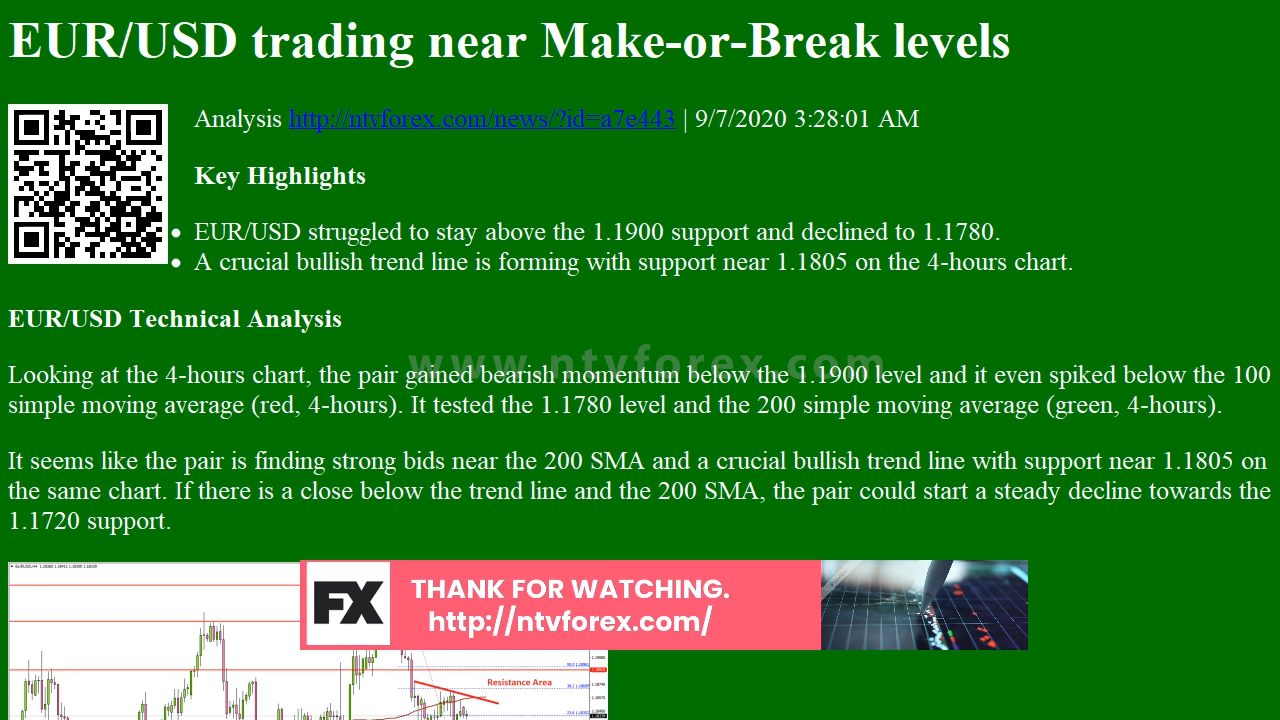 EUR/USD trading near Make-or-Break levels
Analysis http://ntvforex.com/news/?id=a7e443 | 9/7/2020 3:28:01 AM
Key Highlights
• EUR/USD struggled to stay above the 1.1900 support and declined to 1.1780.
• A crucial bullish trend line is forming with support near 1.1805 on the 4-hours chart.
EUR/USD Technical Analysis
www.ntvforex.com
Looking at the 4-hours chart, the pair gained bearish momentum below the 1.1900 level and it even spiked below the 100
simple moving average (red, 4-hours). It tested the 1.1780 level and the 200 simple moving average (green, 4-hours).
It seems like the pair is finding strong bids near the 200 SMA and a crucial bullish trend line with support near 1.1805 on
the same chart. If there is a close below the trend line and the 200 SMA, the pair could start a steady decline towards the
1.1720 support.
FX
THANK FOR WATCHING.
http://ntvforex.com/
Resistance Area